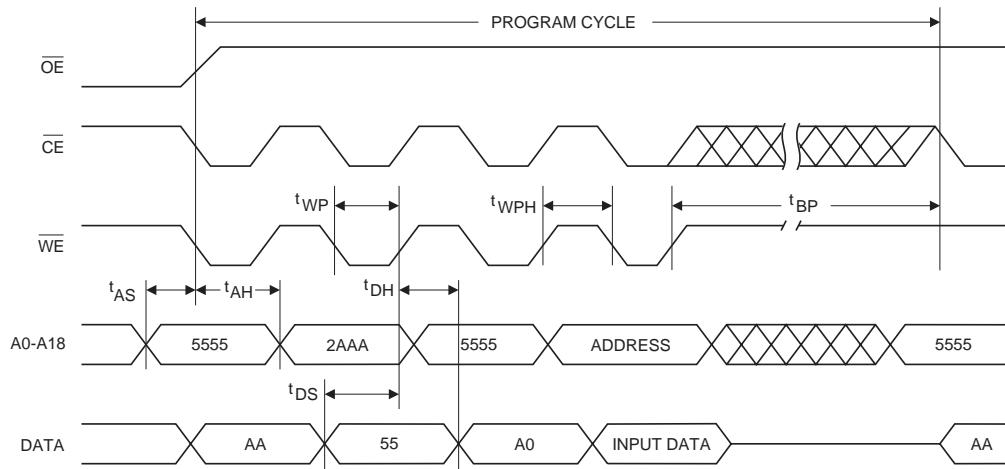 PROGRAM CYCLE
OE
CE
tWP
tWPH
tBP
WE
tAS
tAH
tDH
A0-A18
5555
2AAA
5555
ADDRESS
5555
tDS
DATA
AA
55
A0
INPUT DATA
AA